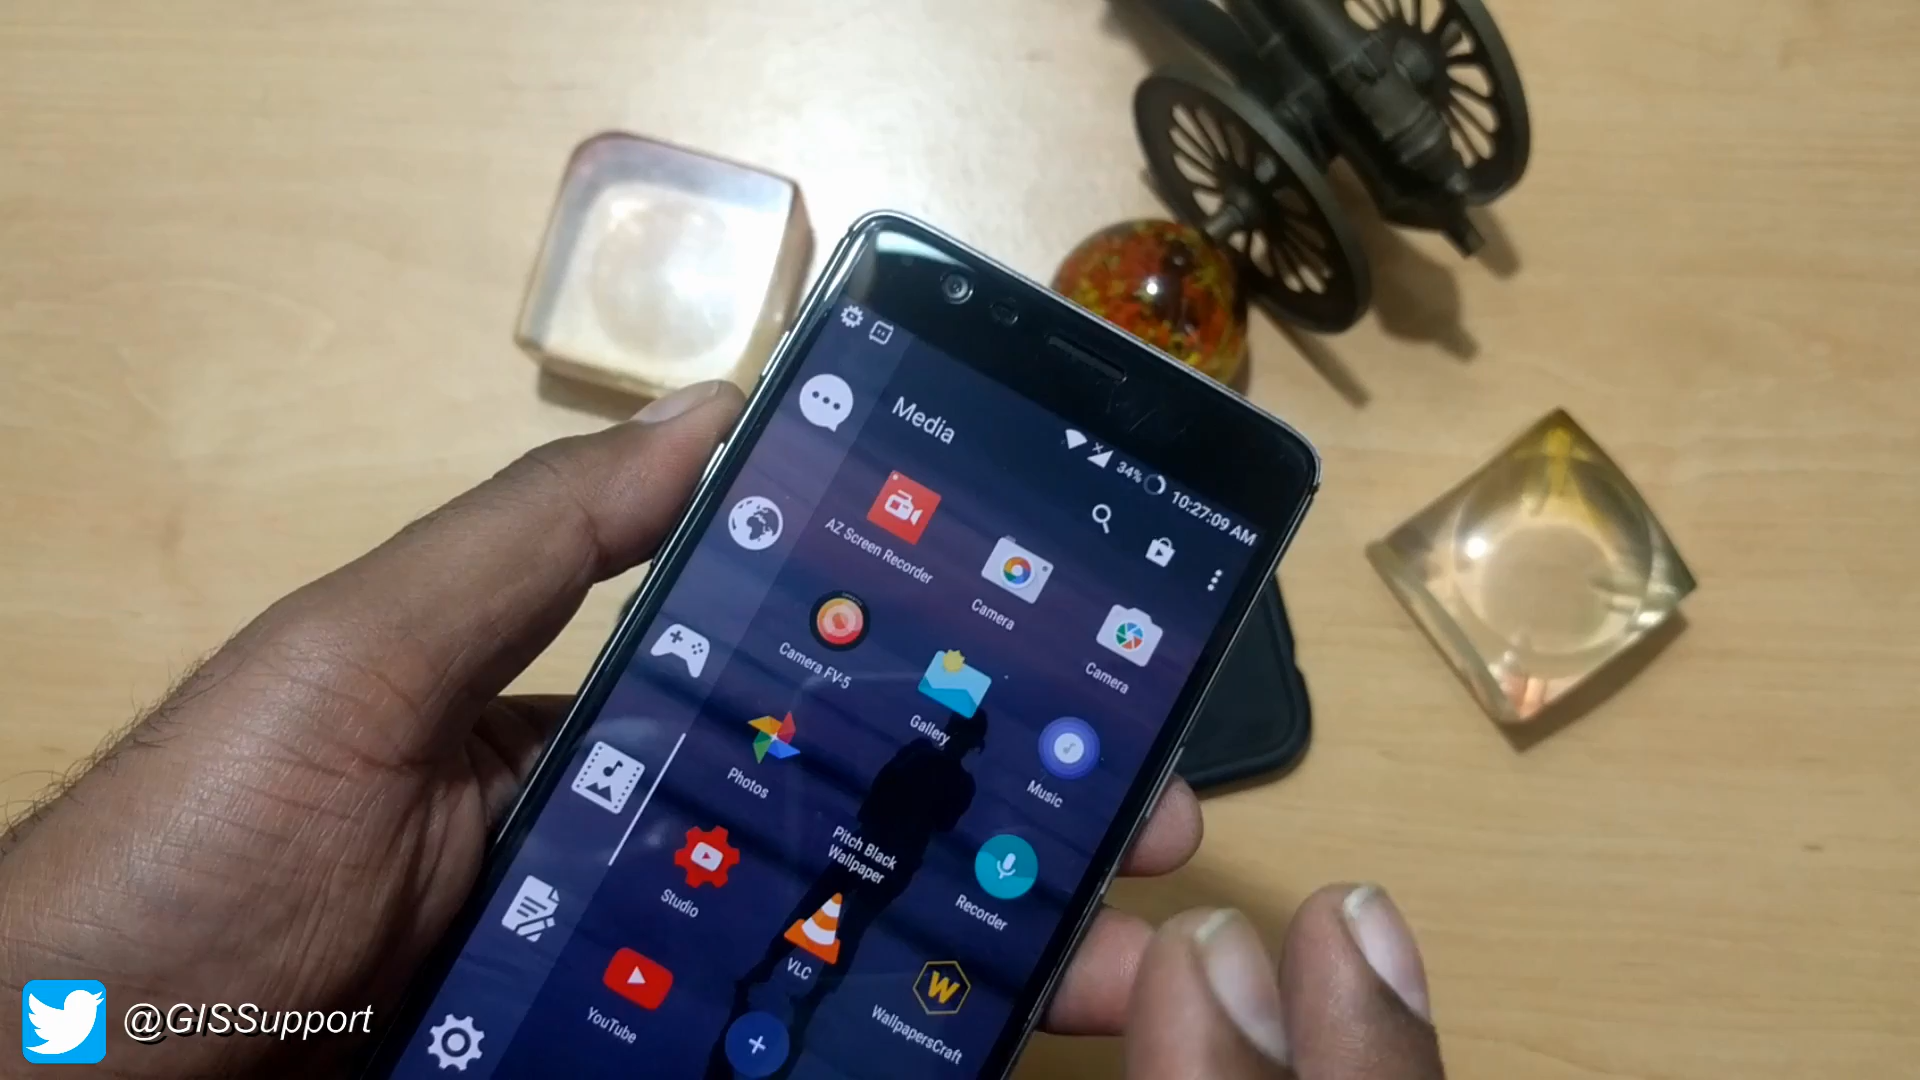 Media
34%
10:27:09 AM
AZ Screen Recorder
Camera
Camera
Camera FV-5
Gallery
Music
Photos
Pitch Black
Wallpaper
Recorder
Studio
VLC
WallpapersCraft
YouTube
@GISSupport